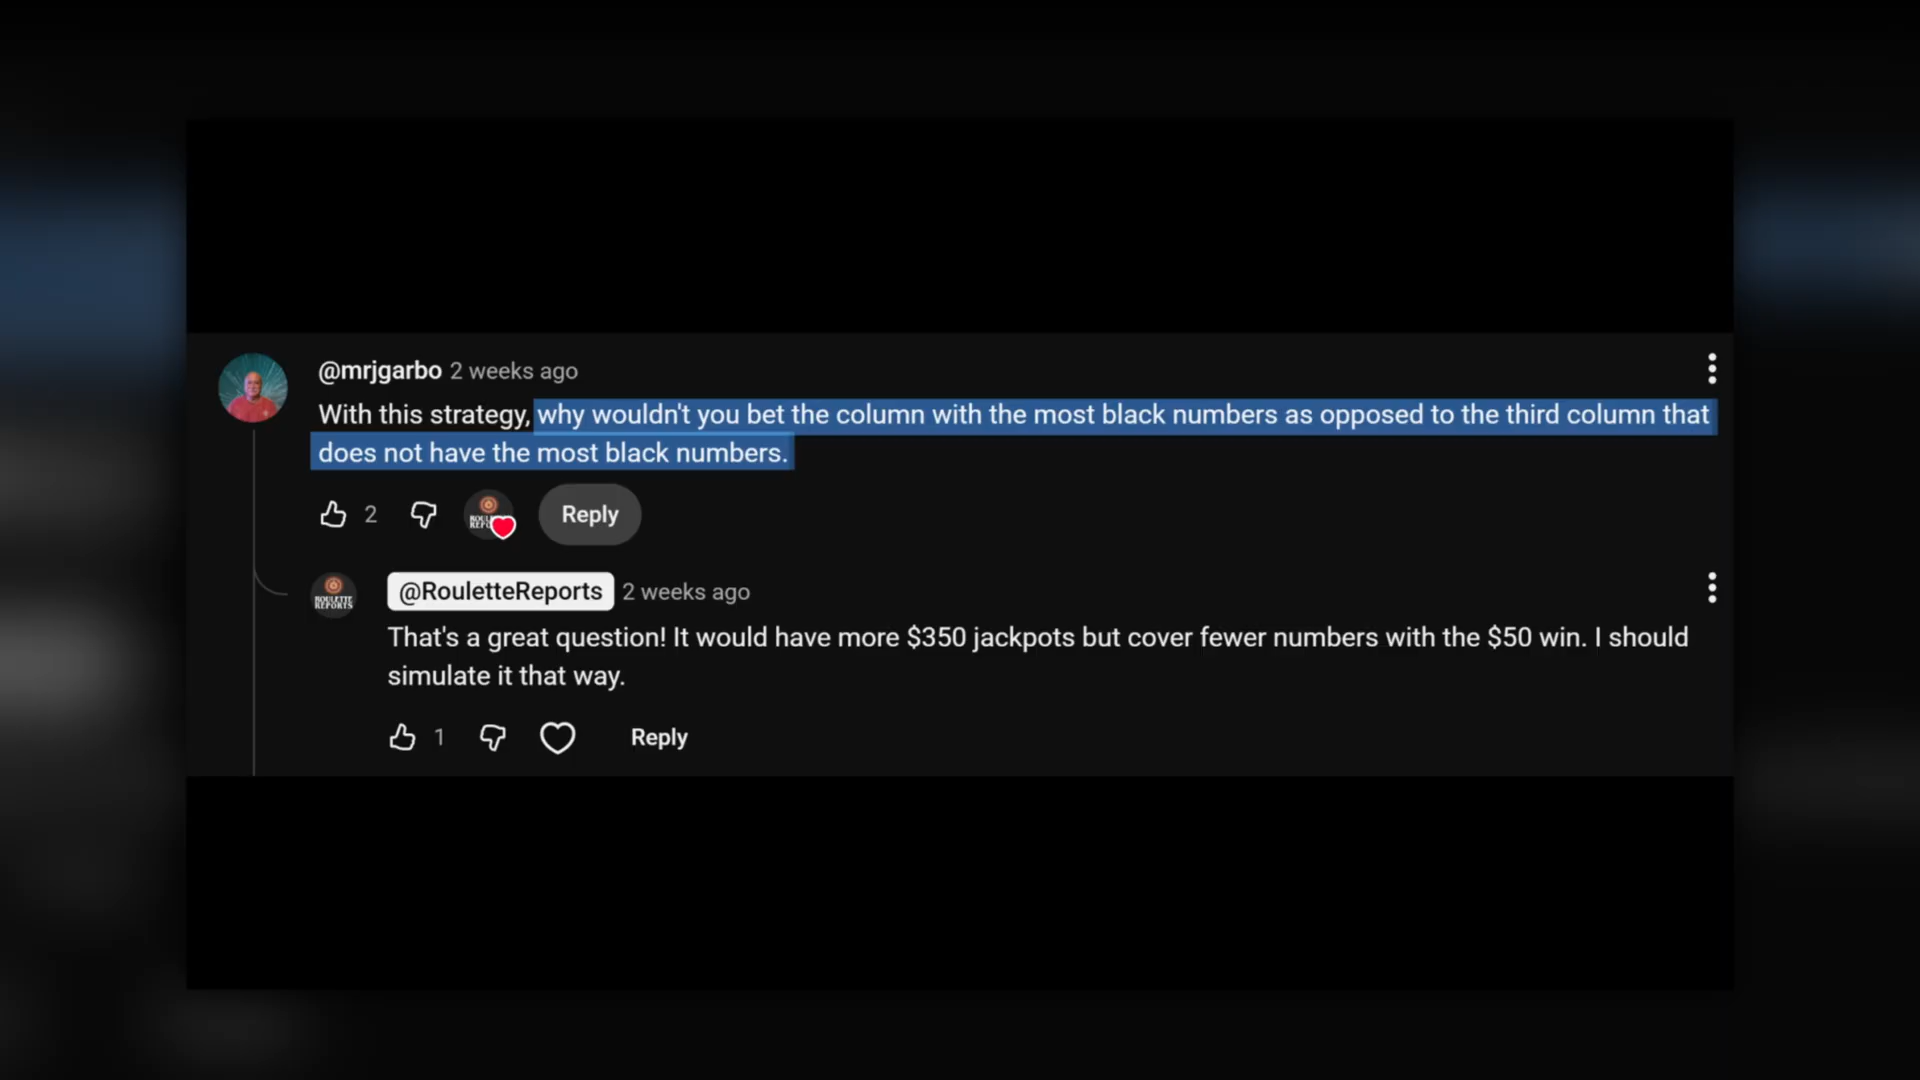 @mrjgarbo 2 weeks ago
With this strategy, why wouldn't you bet the column with the most black numbers as opposed to the third column that
does not have the most black numbers.
2
Reply
ROULETTE
REPORTS
@RouletteReports 2 weeks ago
That's a great question! It would have more $350 jackpots but cover fewer numbers with the $50 win. I should
simulate it that way.
1
Reply